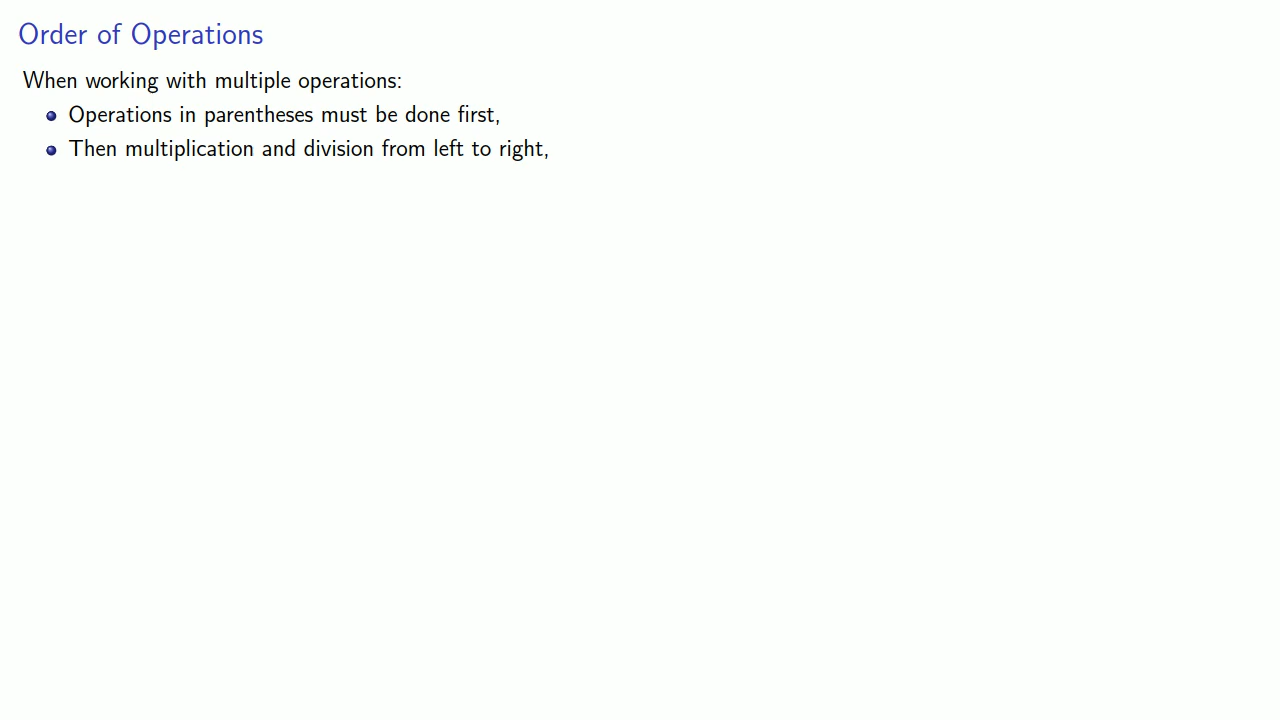 Order of Operations
When working with multiple operations:
Operations in parentheses must be done first,
Then multiplication and division from left to right,